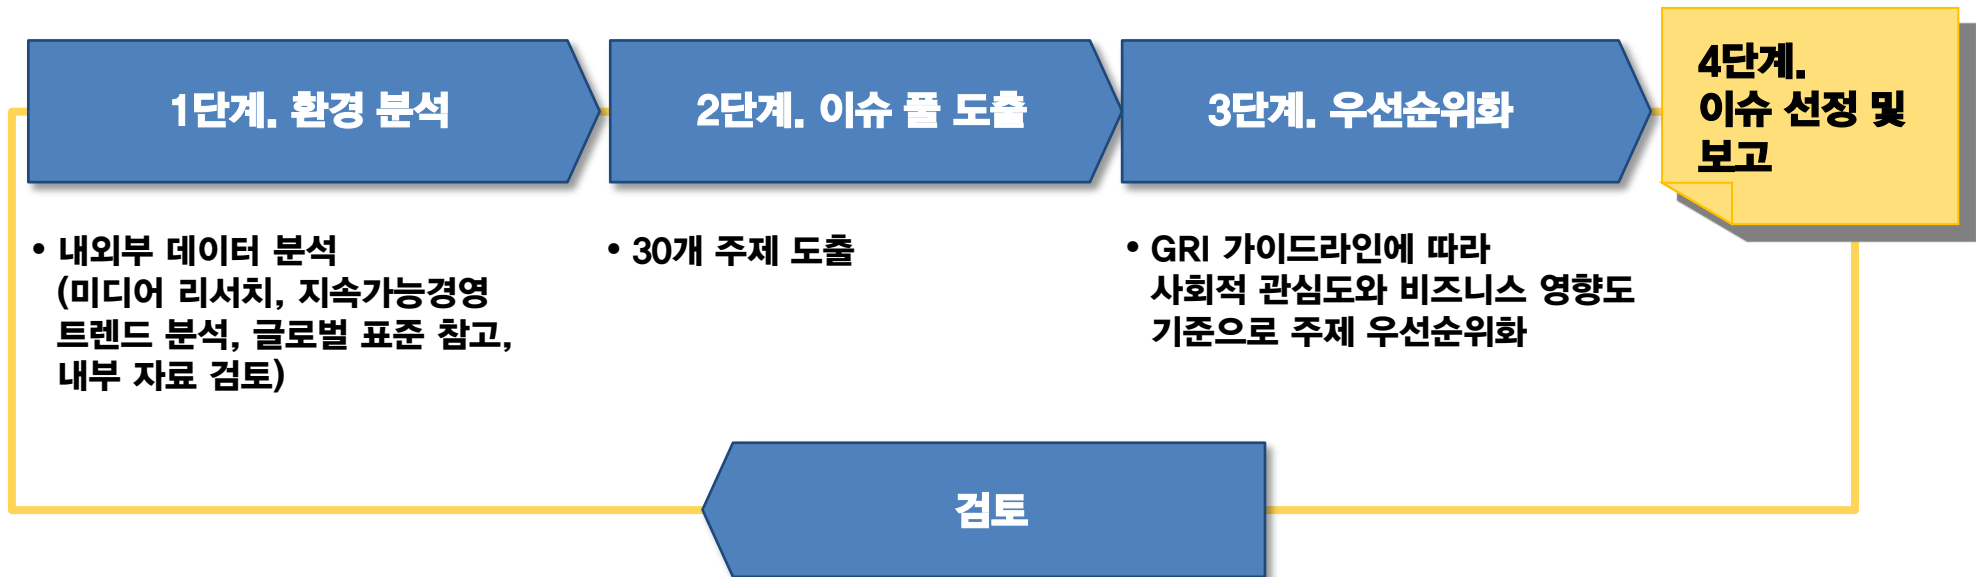 1단계. 환경 분석
2단계. 이슈 풀 도출
3단계. 우선순위화
4단계.
이슈 선정 및
보고
• 내외부 데이터 분석
(미디어 리서치, 지속가능경영
트렌드 분석, 글로벌 표준 참고,
내부 자료 검토)
• 30개 주제 도출
• GRI 가이드라인에 따라
사회적 관심도와 비즈니스 영향도
기준으로 주제 우선순위화
검토